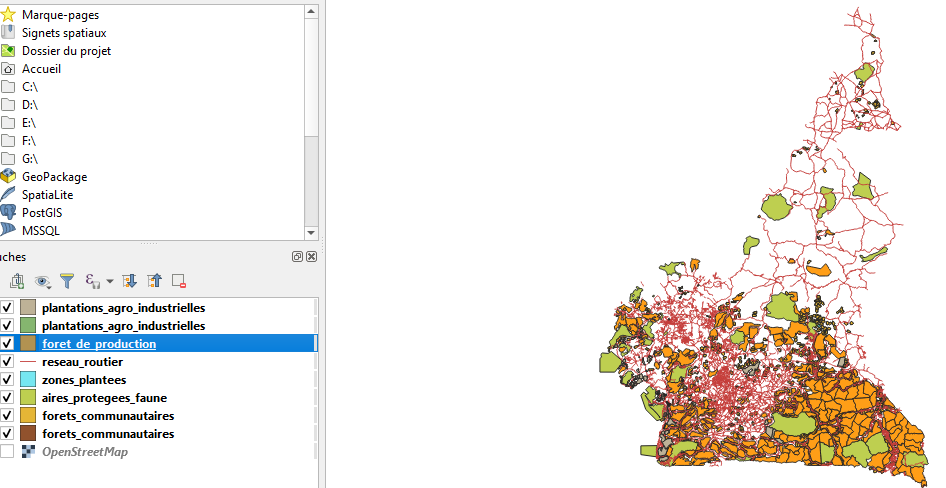 Marque-pages
Signets spatiaux
Dossier du projet
Accueil
C:\
D:\
E:\
F:\
G:\
GeoPackage
SpatiaLite
PostGIS
MSSQL
uches
plantations_agro_industrielles
plantations_agro_industrielles
foret_de_production
reseau_routier
zones_plantees
aires_protegees_faune
forets_communautaires
forets_communautaires
OpenStreetMap